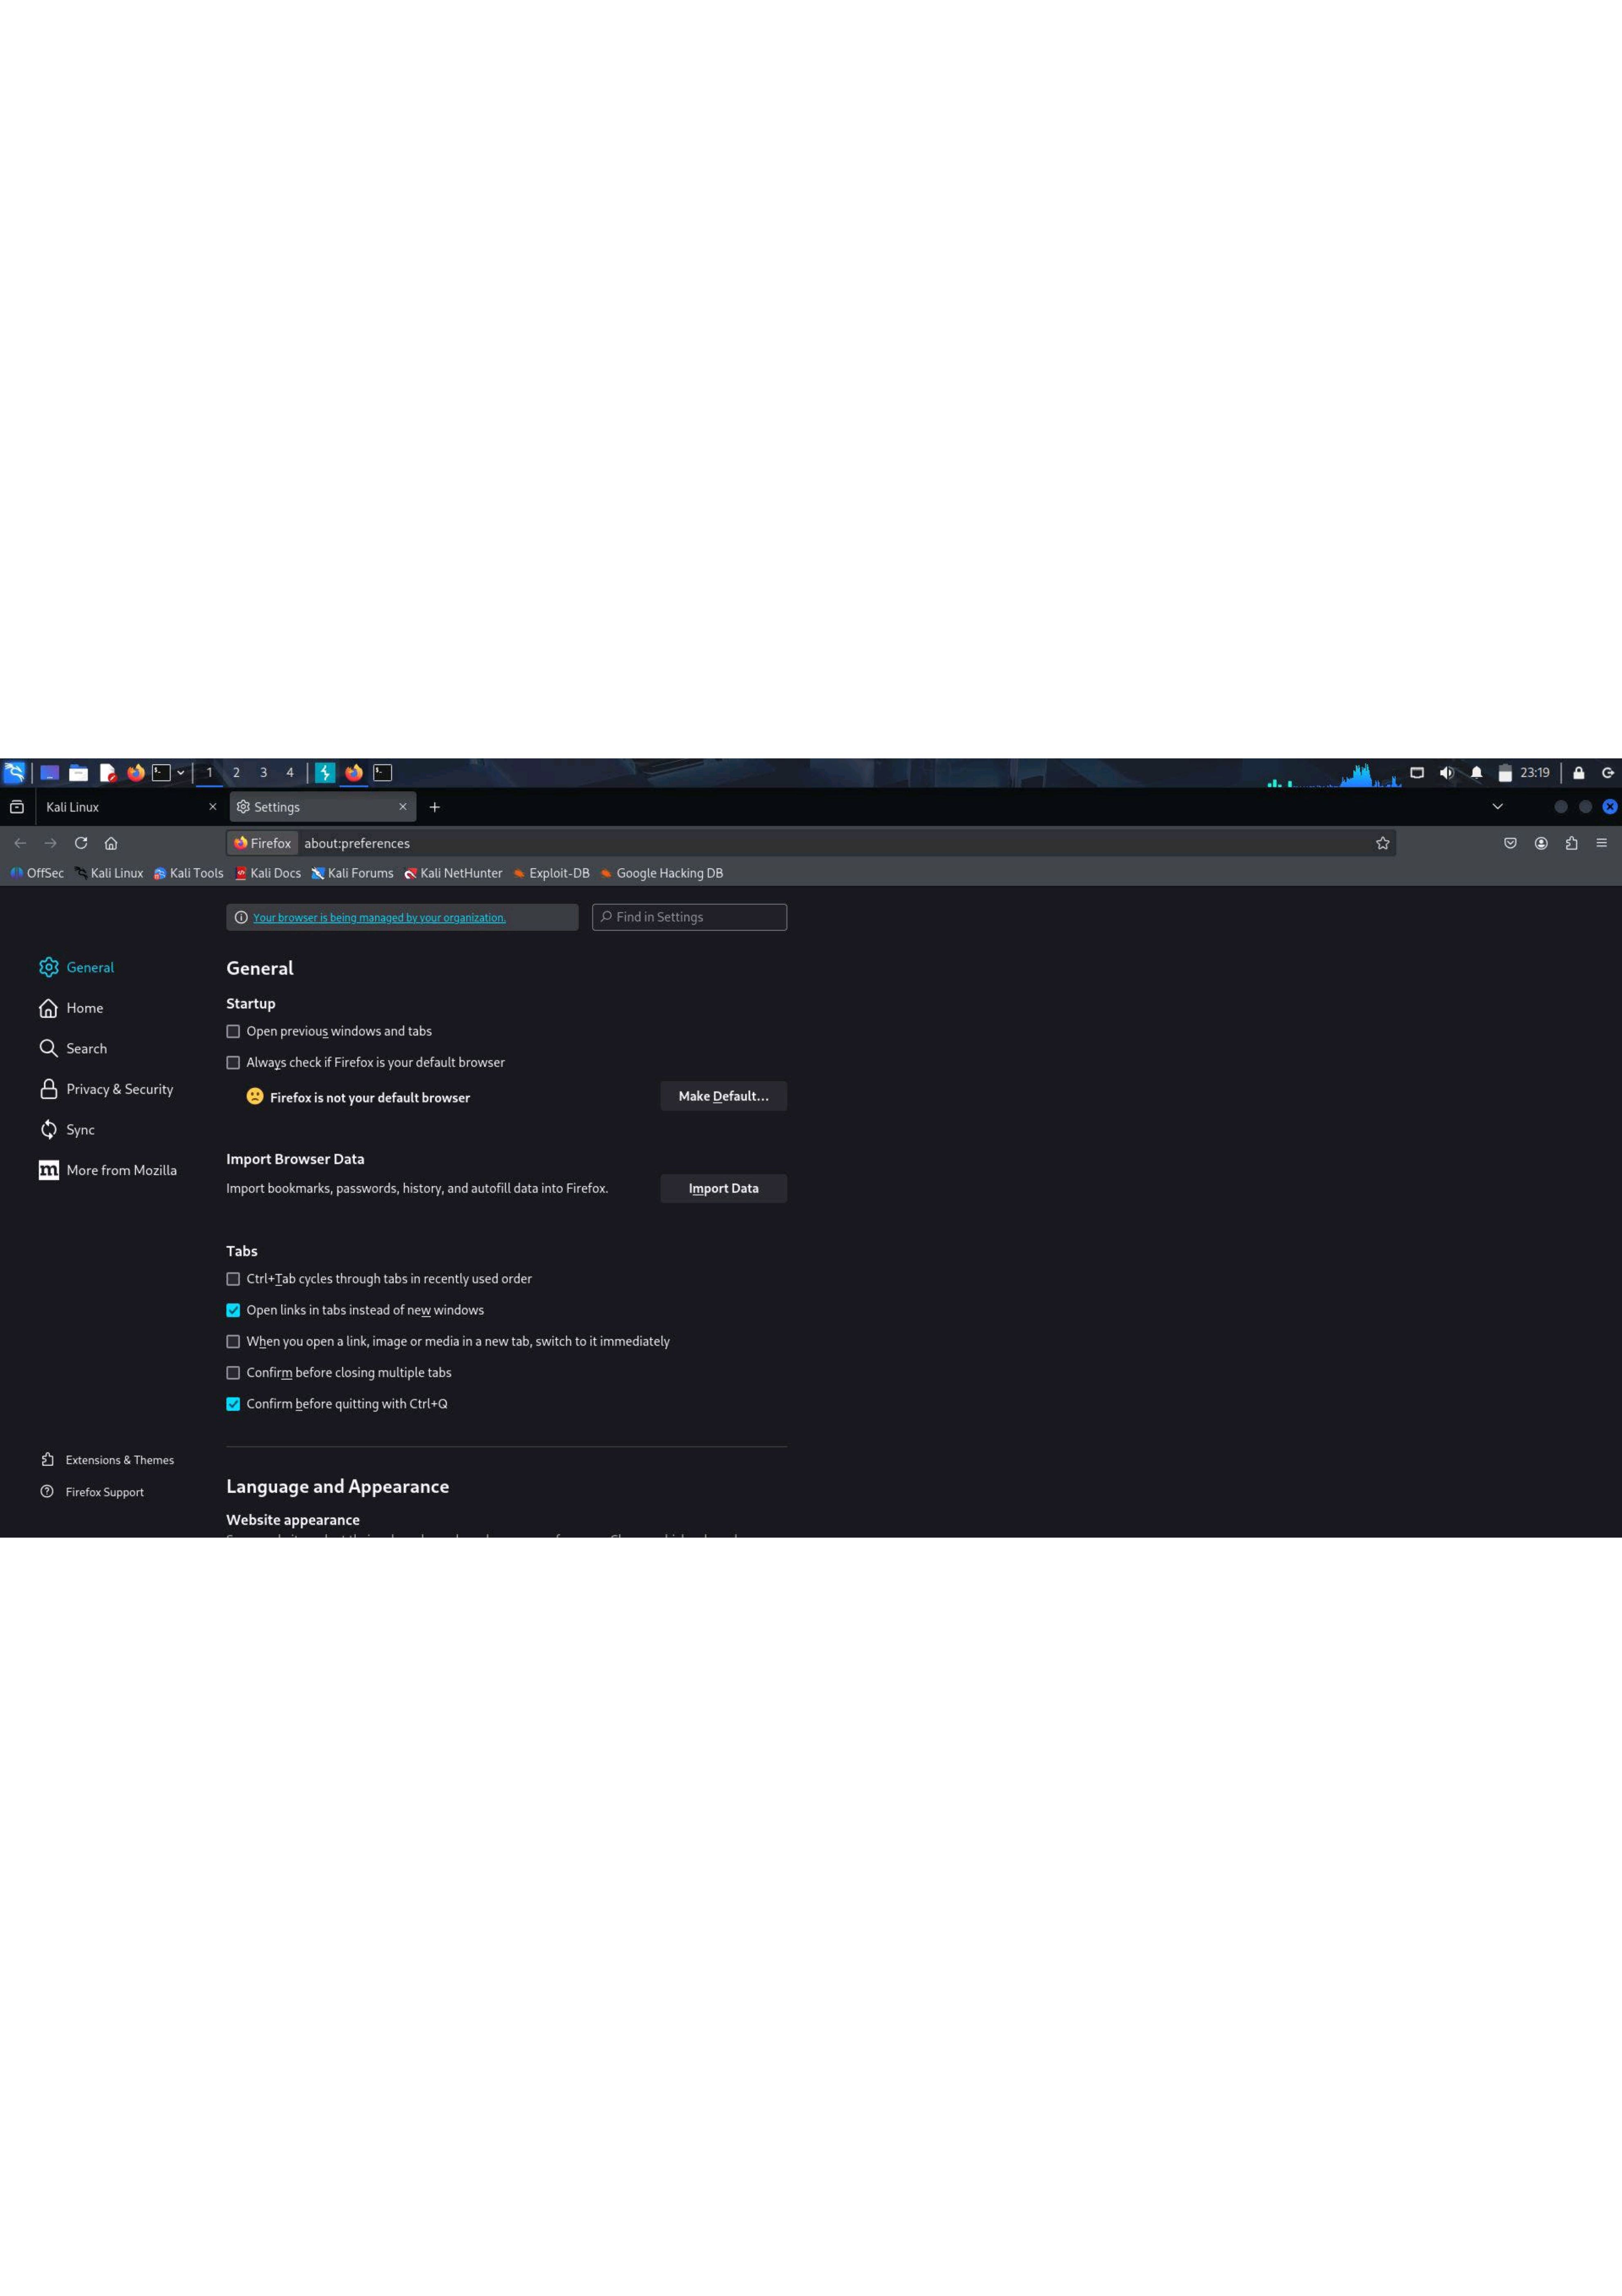 1 2 3 4 23:19
Kali Linux Settings
Firefox about:preferences
OffSec Kali Linux Kali Tools Kali Docs Kali Forums Kali NetHunter Exploit-DB Google Hacking DB
Your browser is being managed by your organization. Find in Settings
General
Home
Search
Privacy & Security
Sync
More from Mozilla
Extensions & Themes
Firefox Support
General
Startup
Open previous windows and tabs
Always check if Firefox is your default browser
Firefox is not your default browser Make Default...
Import Browser Data
Import bookmarks, passwords, history, and autofill data into Firefox. Import Data
Tabs
Ctrl+Tab cycles through tabs in recently used order
Open links in tabs instead of new windows
When you open a link, image or media in a new tab, switch to it immediately
Confirm before closing multiple tabs
Confirm before quitting with Ctrl+Q
Language and Appearance
Website appearance